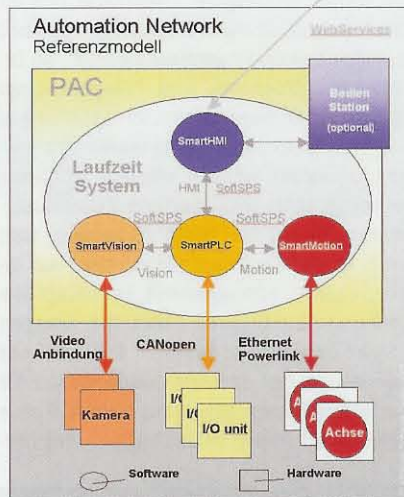 Automation Network
Referenzmodell
WebServices
PAC
Bedien
Station
(optional)
SmartHMI
Laufzeit
System
HMI SoftSPS
SoftSPS SoftSPS
SmartVision SmartPLC SmartMotion
Vision Motion
Video
Anbindung
CANopen
Ethernet
Powerlink
Kamera
I/O
I/O
I/O unit
A
A
Achse
Software Hardware